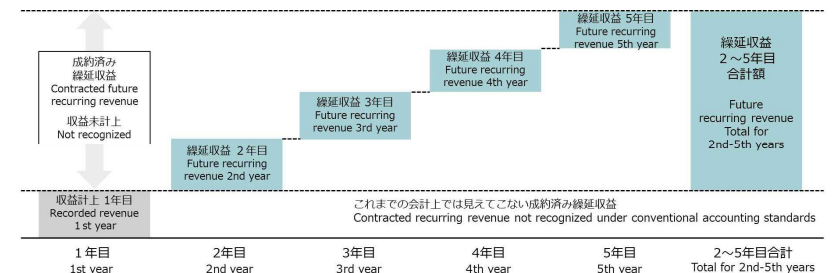 成約済み
繰延収益
Contracted future
recurring revenue
収益未計上
Not recognized
収益計上 1年目
Recorded revenue
1st year
繰延収益 2年目
Future recurring
revenue 2nd year
繰延収益 3年目
Future recurring
revenue 3rd year
繰延収益 4年目
Future recurring
revenue 4th year
繰延収益 5年目
Future recurring
revenue 5th year
繰延収益
2~5年目
合計額
Future
recurring revenue
Total for
2nd-5th years
これまでの会計上では見えてこない成約済み繰延収益
Contracted recurring revenue not recognized under conventional accounting standards
1年目
1st year
2年目
2nd year
3年目
3rd year
4年目
4th year
5年目
5th year
2~5年目合計
Total for 2nd-5th years